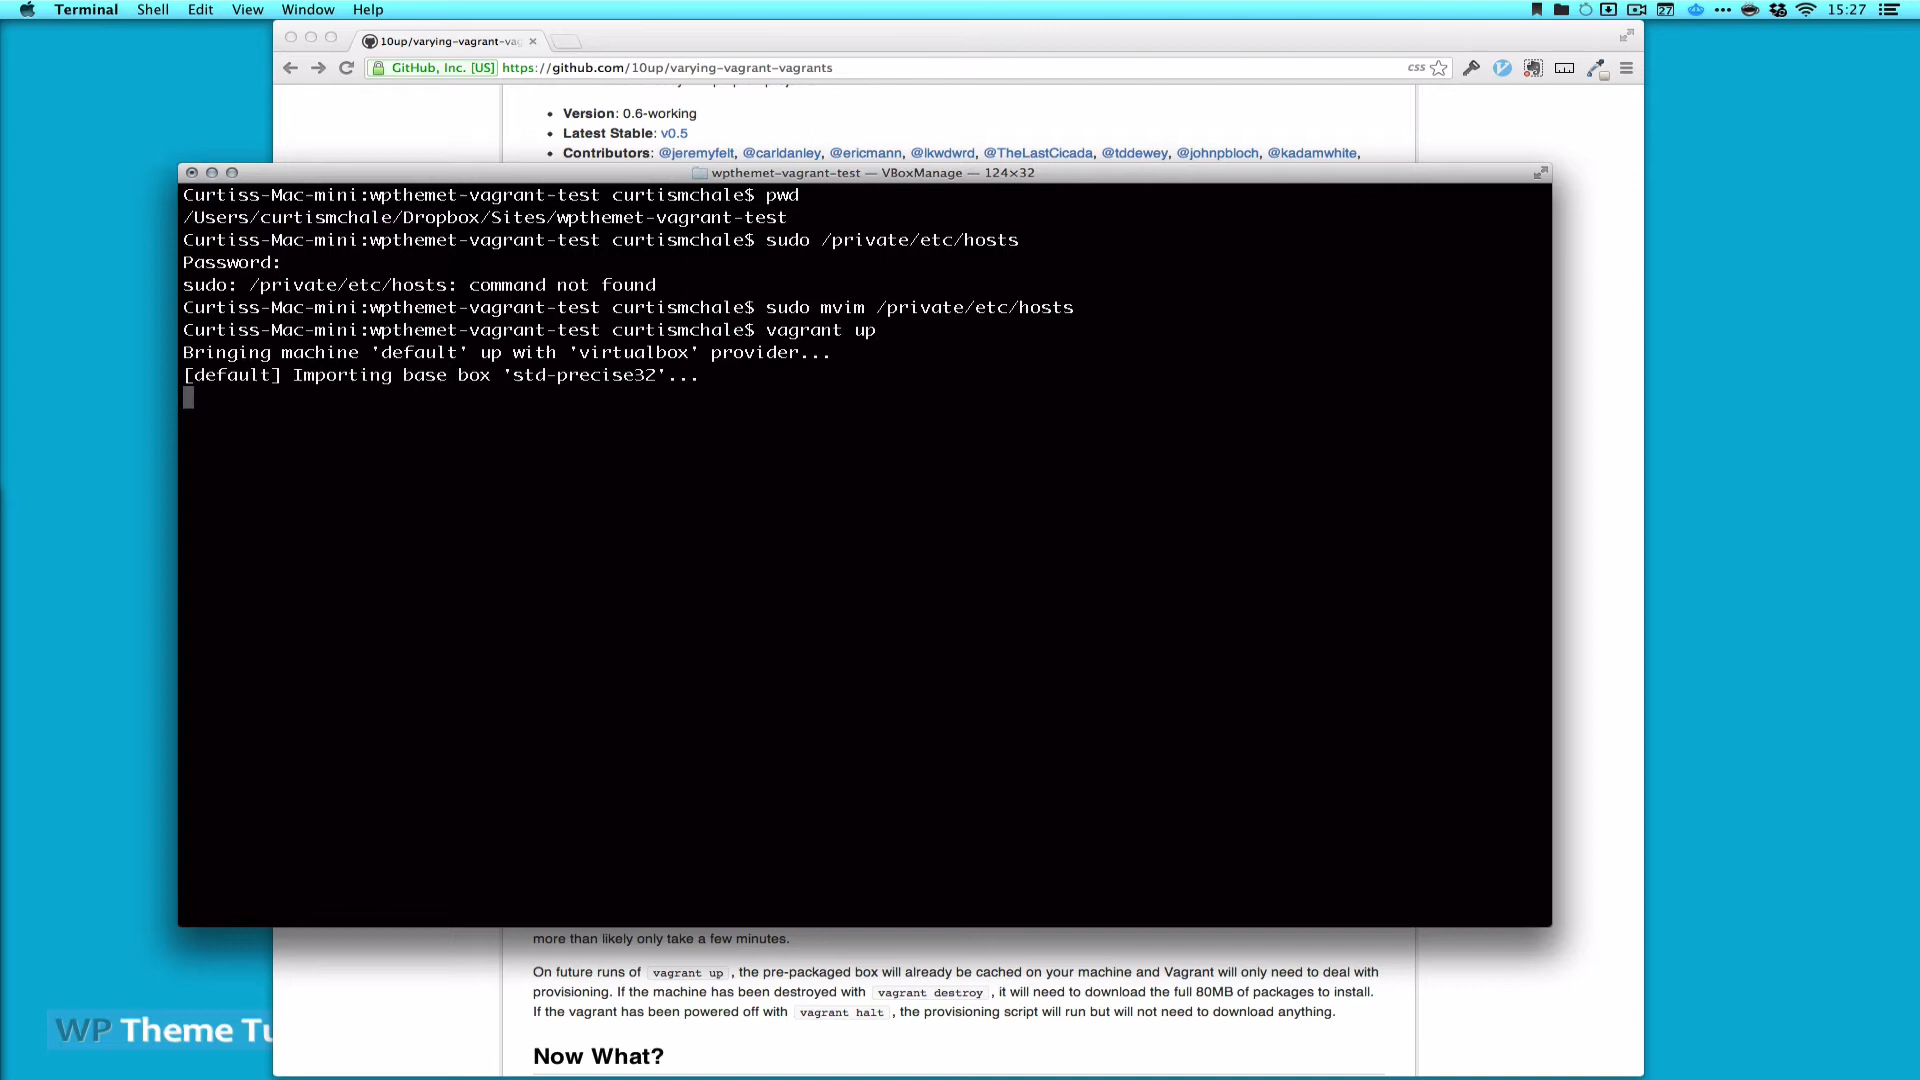 Terminal Shell Edit View Window Help
27 15:27
10up/varying-vagrant-vag
GitHub, Inc. [US] https://github.com/10up/varying-vagrant-vagrants
css
• Version: 0.6-working
• Latest Stable: v0.5
• Contributors: @jeremyfelt, @carldanley, @ericmann, @lkwdwrd, @TheLastCicada, @tddewey, @johnpbloch, @kadamwhite,
wpthemet-vagrant-test — VBoxManage — 124×32
Curtiss-Mac-mini:wpthemet-vagrant-test curtismchale$ pwd
/Users/curtismchale/Dropbox/Sites/wpthemet-vagrant-test
Curtiss-Mac-mini:wpthemet-vagrant-test curtismchale$ sudo /private/etc/hosts
Password:
sudo: /private/etc/hosts: command not found
Curtiss-Mac-mini:wpthemet-vagrant-test curtismchale$ sudo mvim /private/etc/hosts
Curtiss-Mac-mini:wpthemet-vagrant-test curtismchale$ vagrant up
Bringing machine 'default' up with 'virtualbox' provider...
[default] Importing base box 'std-precise32'...
more than likely only take a few minutes.
On future runs of vagrant up , the pre-packaged box will already be cached on your machine and Vagrant will only need to deal with
provisioning. If the machine has been destroyed with vagrant destroy , it will need to download the full 80MB of packages to install.
If the vagrant has been powered off with vagrant halt , the provisioning script will run but will not need to download anything.
WP Theme Tu
Now What?